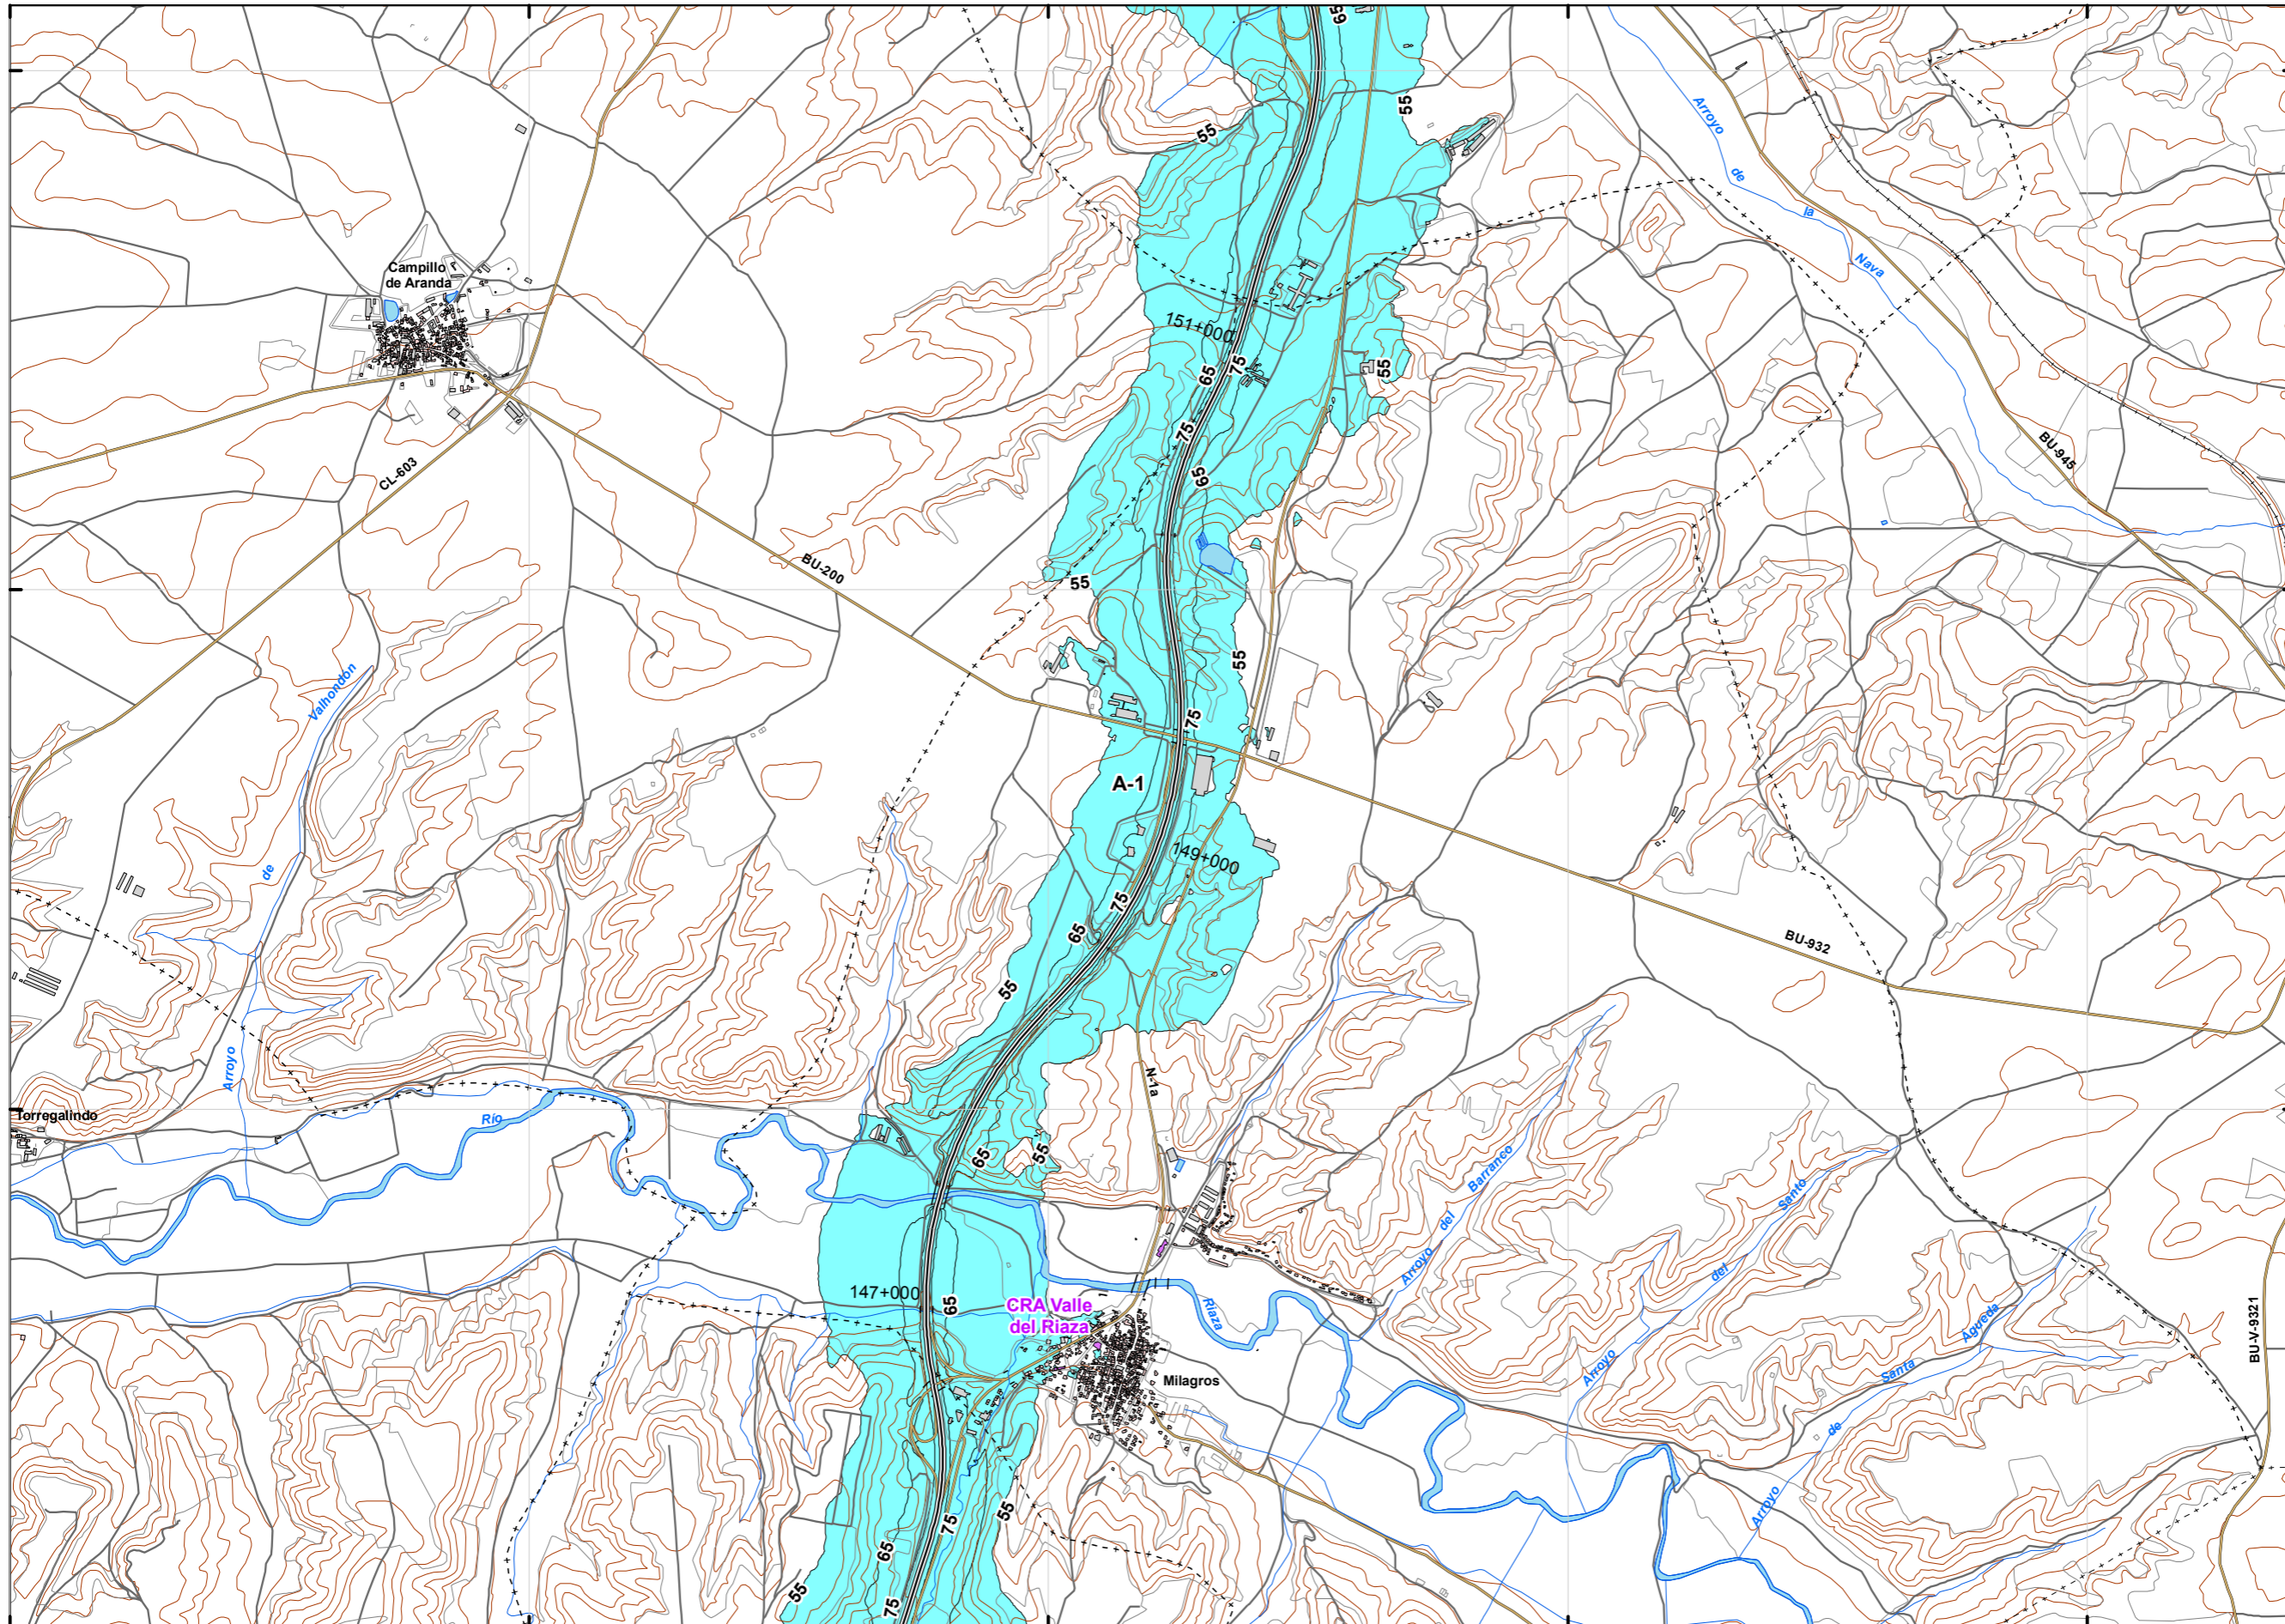 65
55
55
Arroyo
de
la
Nava
Campillo
de Aranda
151+000
75
65
55
75
65
CL-603
BU-945
BU-200
55
55
Valhondon
de
Arroyo
75
A-1
149+000
75
65
55
BU-932
N-1a
Torregalindo
Río
65
55
Barranco
del
Arroyo
Santo
del
Arroyo
147+000
65
CRA Valle
del Riaza
Riaza
Milagros
Agueda
Santa
de
Arroyo
BU-V-9321
75
55
65
55
75